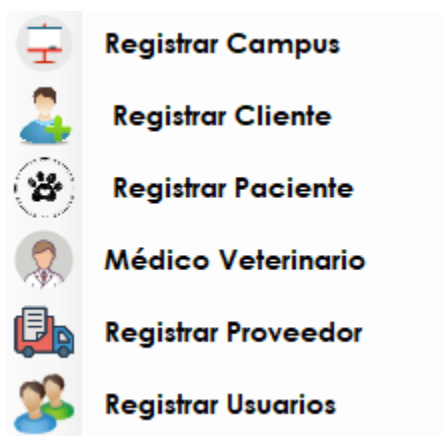 Registrar Campus
Registrar Cliente
Registrar Paciente
Médico Veterinario
Registrar Proveedor
Registrar Usuarios